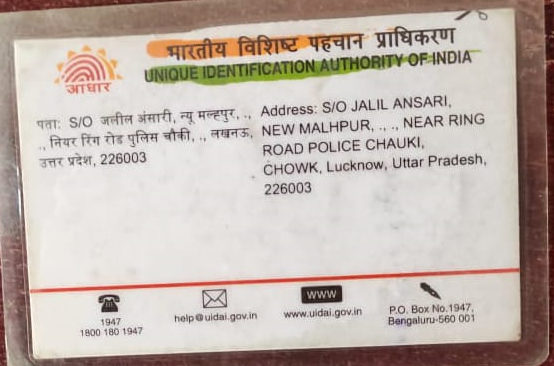 भारतीय विशिष्ट पहचान प्राधिकरण
UNIQUE IDENTIFICATION AUTHORITY OF INDIA
आधार
पता: S/O जलील अंसारी, न्यू मल्हपुर, .,
., नियर रिंग रोड पुलिस चौकी, ., लखनऊ,
उत्तर प्रदेश, 226003
Address: S/O JALIL ANSARI,
NEW MALHPUR, ., ., NEAR RING
ROAD POLICE CHAUKI,
CHOWK, Lucknow, Uttar Pradesh,
226003
1947
1800 180 1947
help@uidai.gov.in
www
www.uidai.gov.in
P.O. Box No.1947,
Bengaluru-560 001